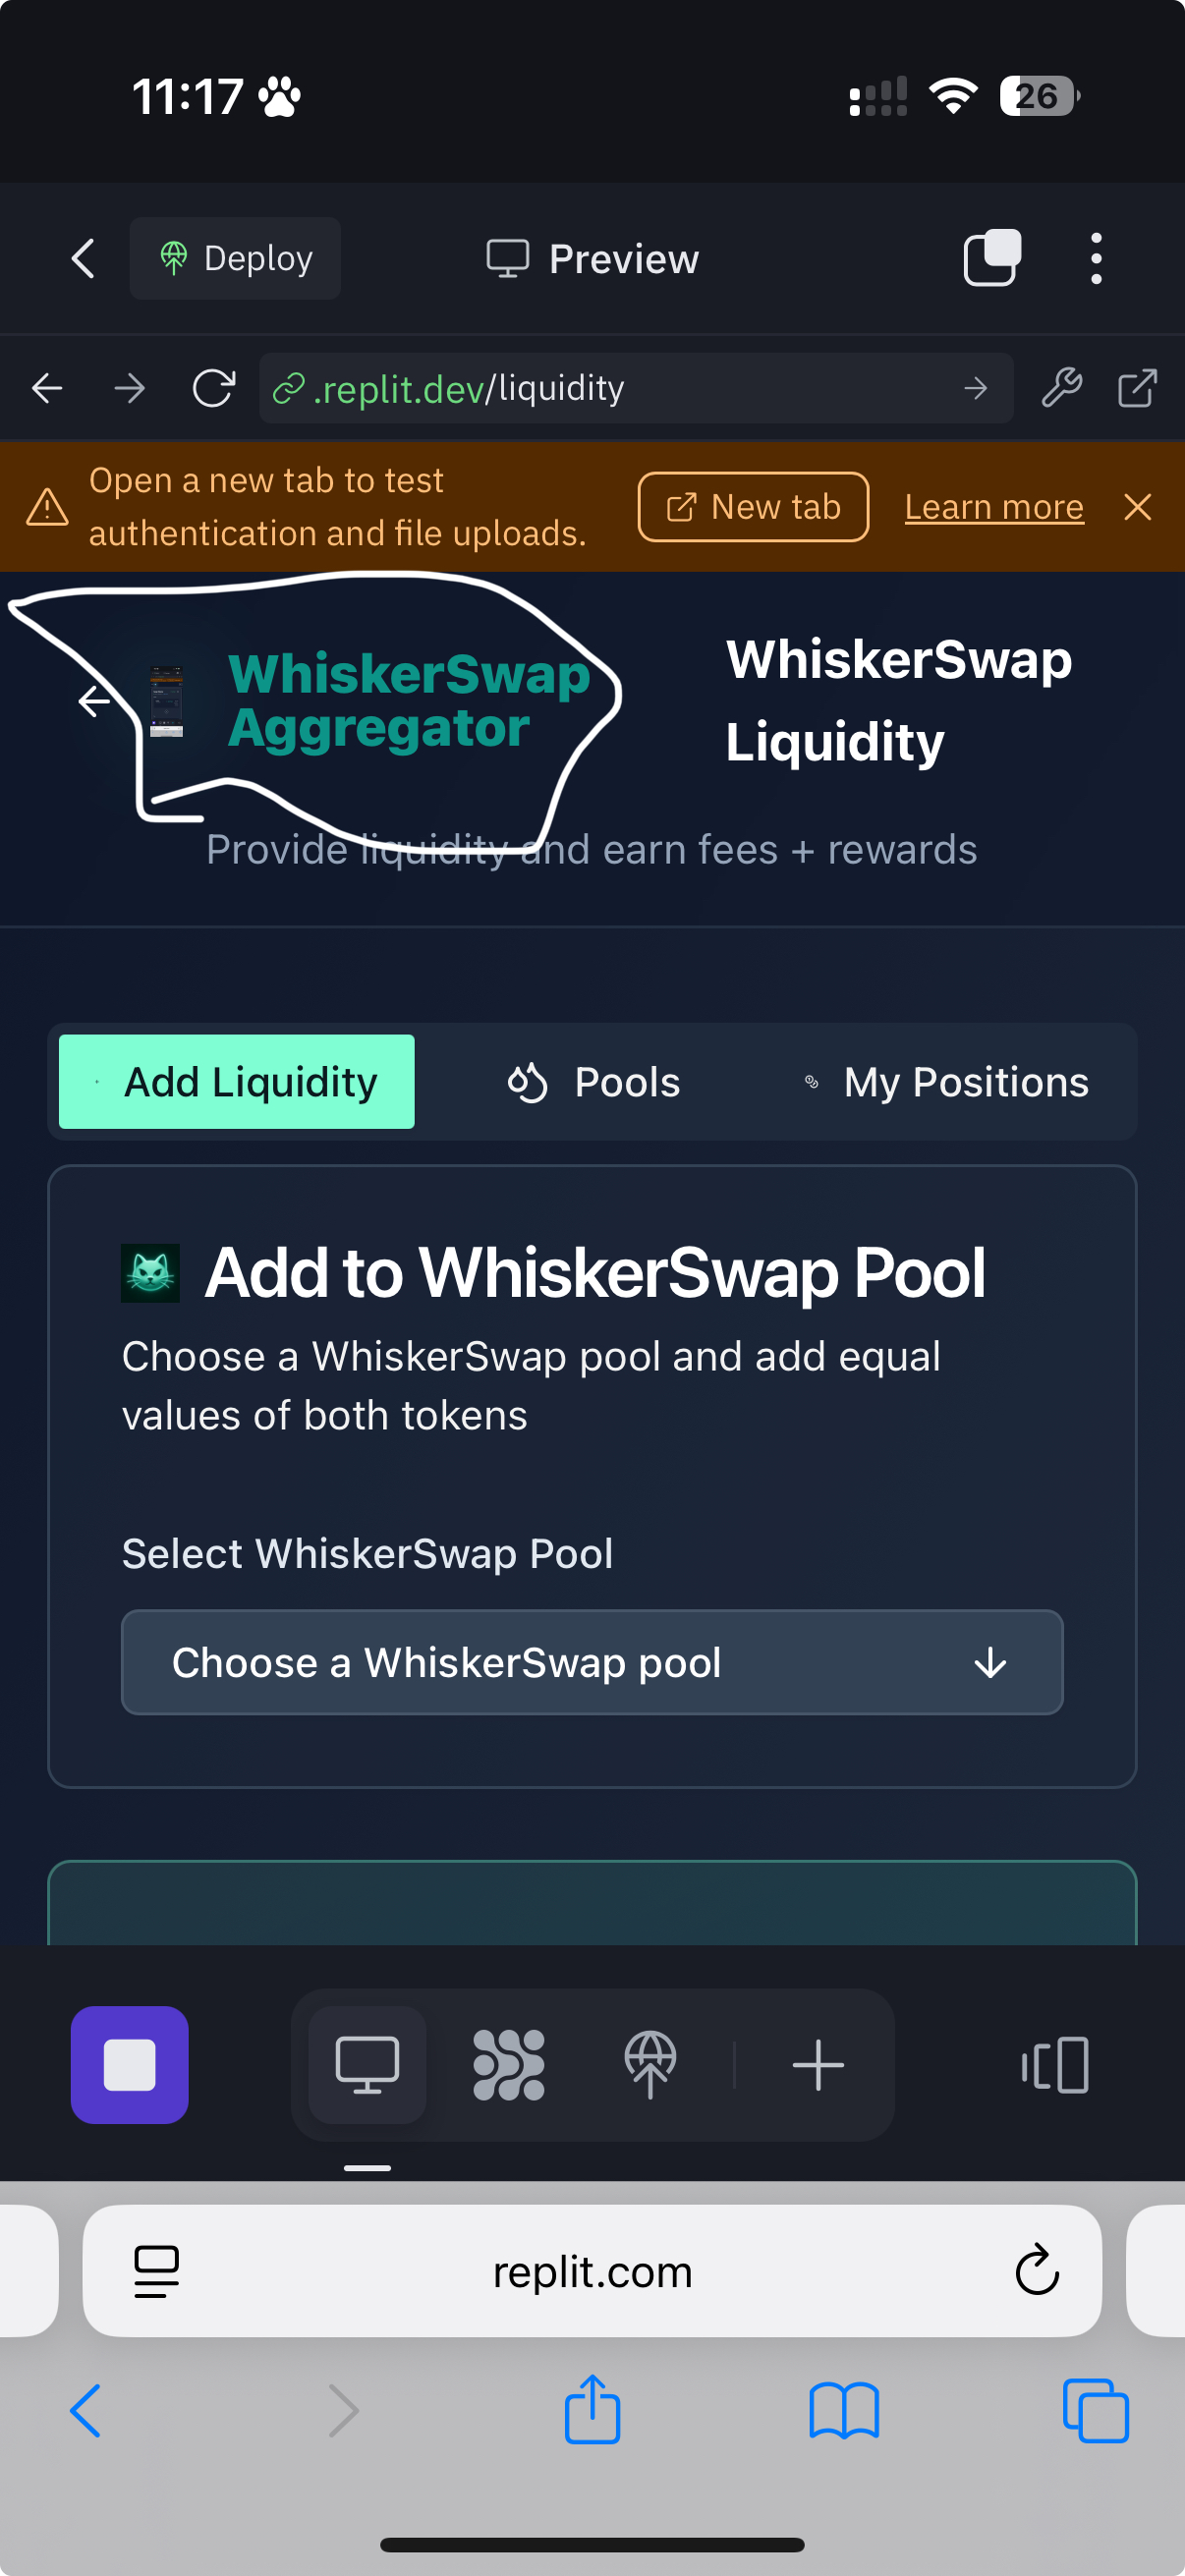 11:17
26
Deploy
Preview
.replit.dev/liquidity
Open a new tab to test
authentication and file uploads.
New tab
Learn more
WhiskerSwap
Aggregator
WhiskerSwap
Liquidity
Provide liquidity and earn fees + rewards
Add Liquidity
Pools
My Positions
Add to WhiskerSwap Pool
Choose a WhiskerSwap pool and add equal
values of both tokens
Select WhiskerSwap Pool
Choose a WhiskerSwap pool
replit.com